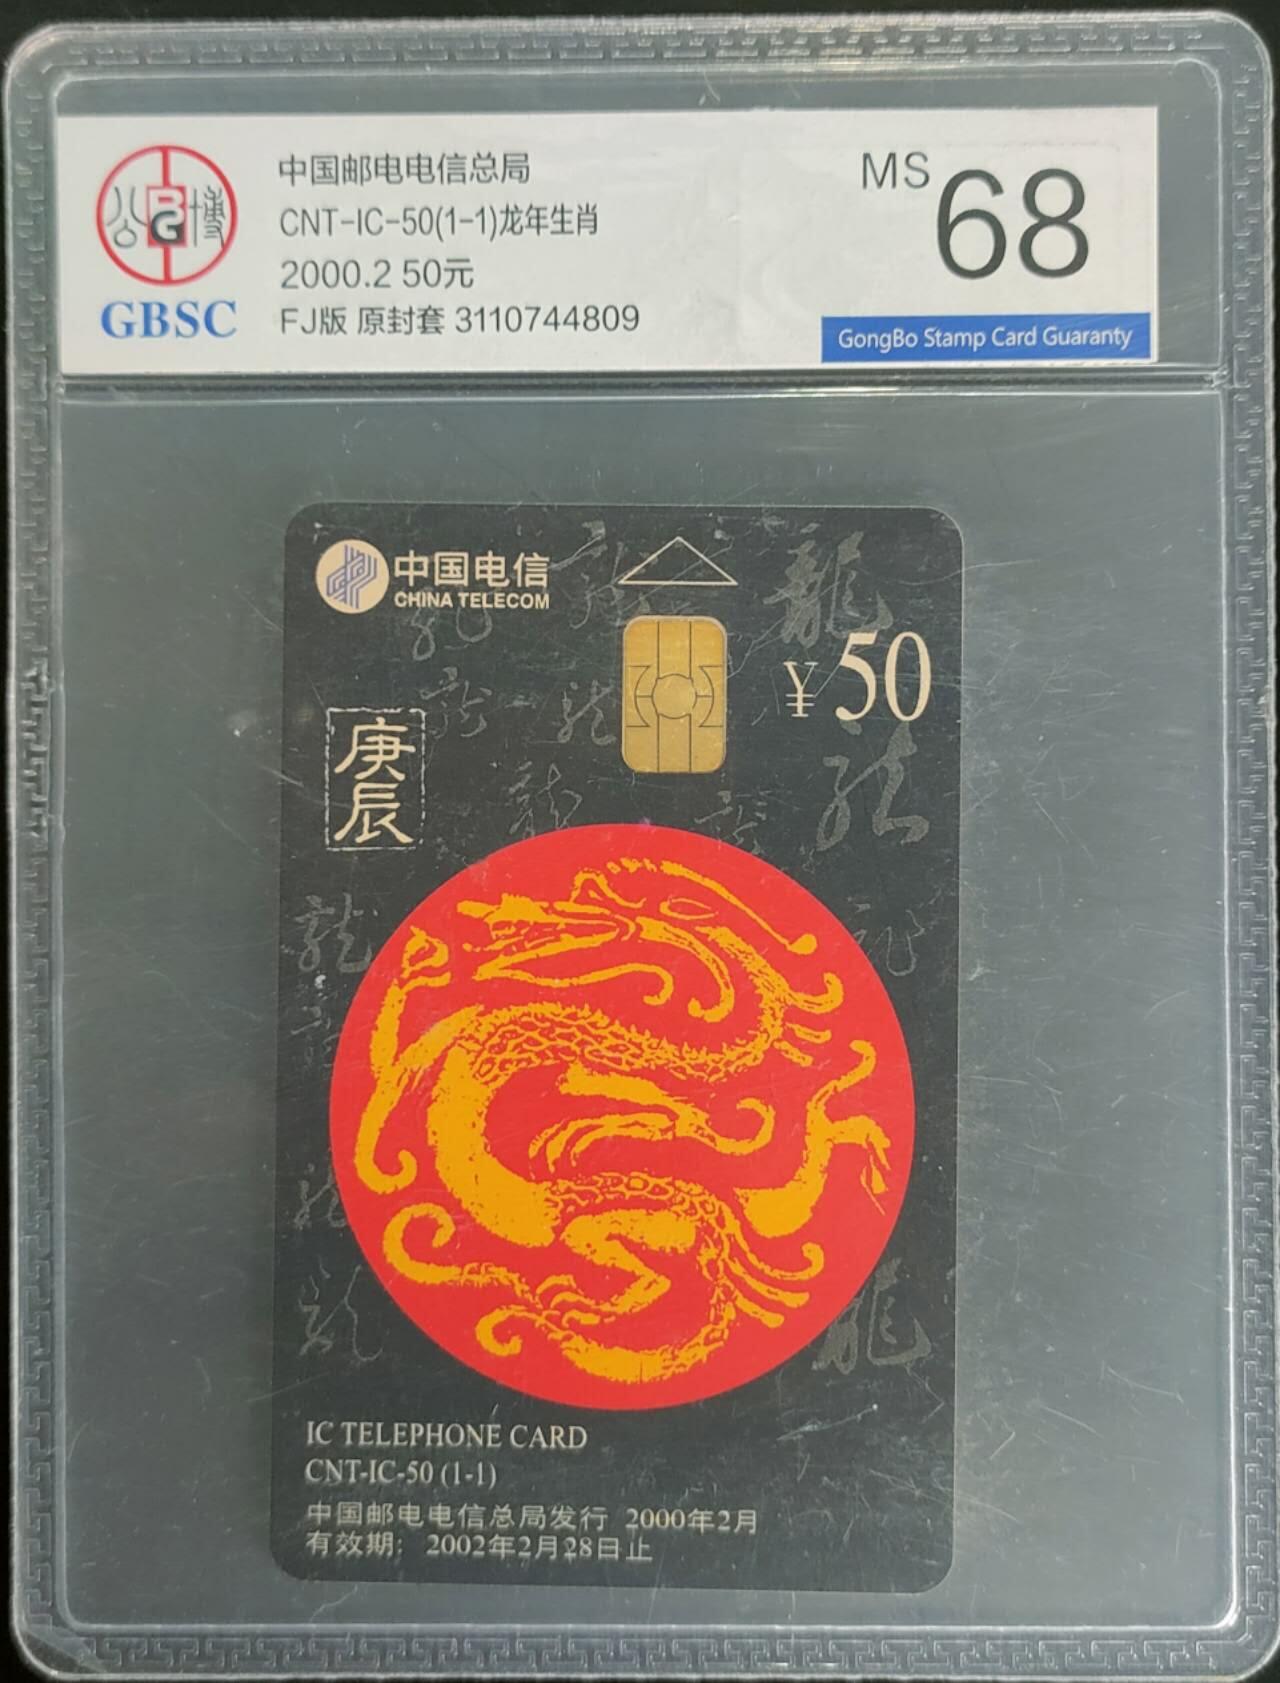 中国邮电电信总局
MS 68
CNT-IC-50(1-1)龙年生肖
2000.2 50元
FJ版 原封套 3110744809
公博
BG
GBSC
GongBo Stamp Card Guaranty
中国电信
CHINA TELECOM
¥50
庚辰
IC TELEPHONE CARD
CNT-IC-50 (1-1)
中国邮电电信总局发行 2000年2月
有效期: 2002年2月28日止